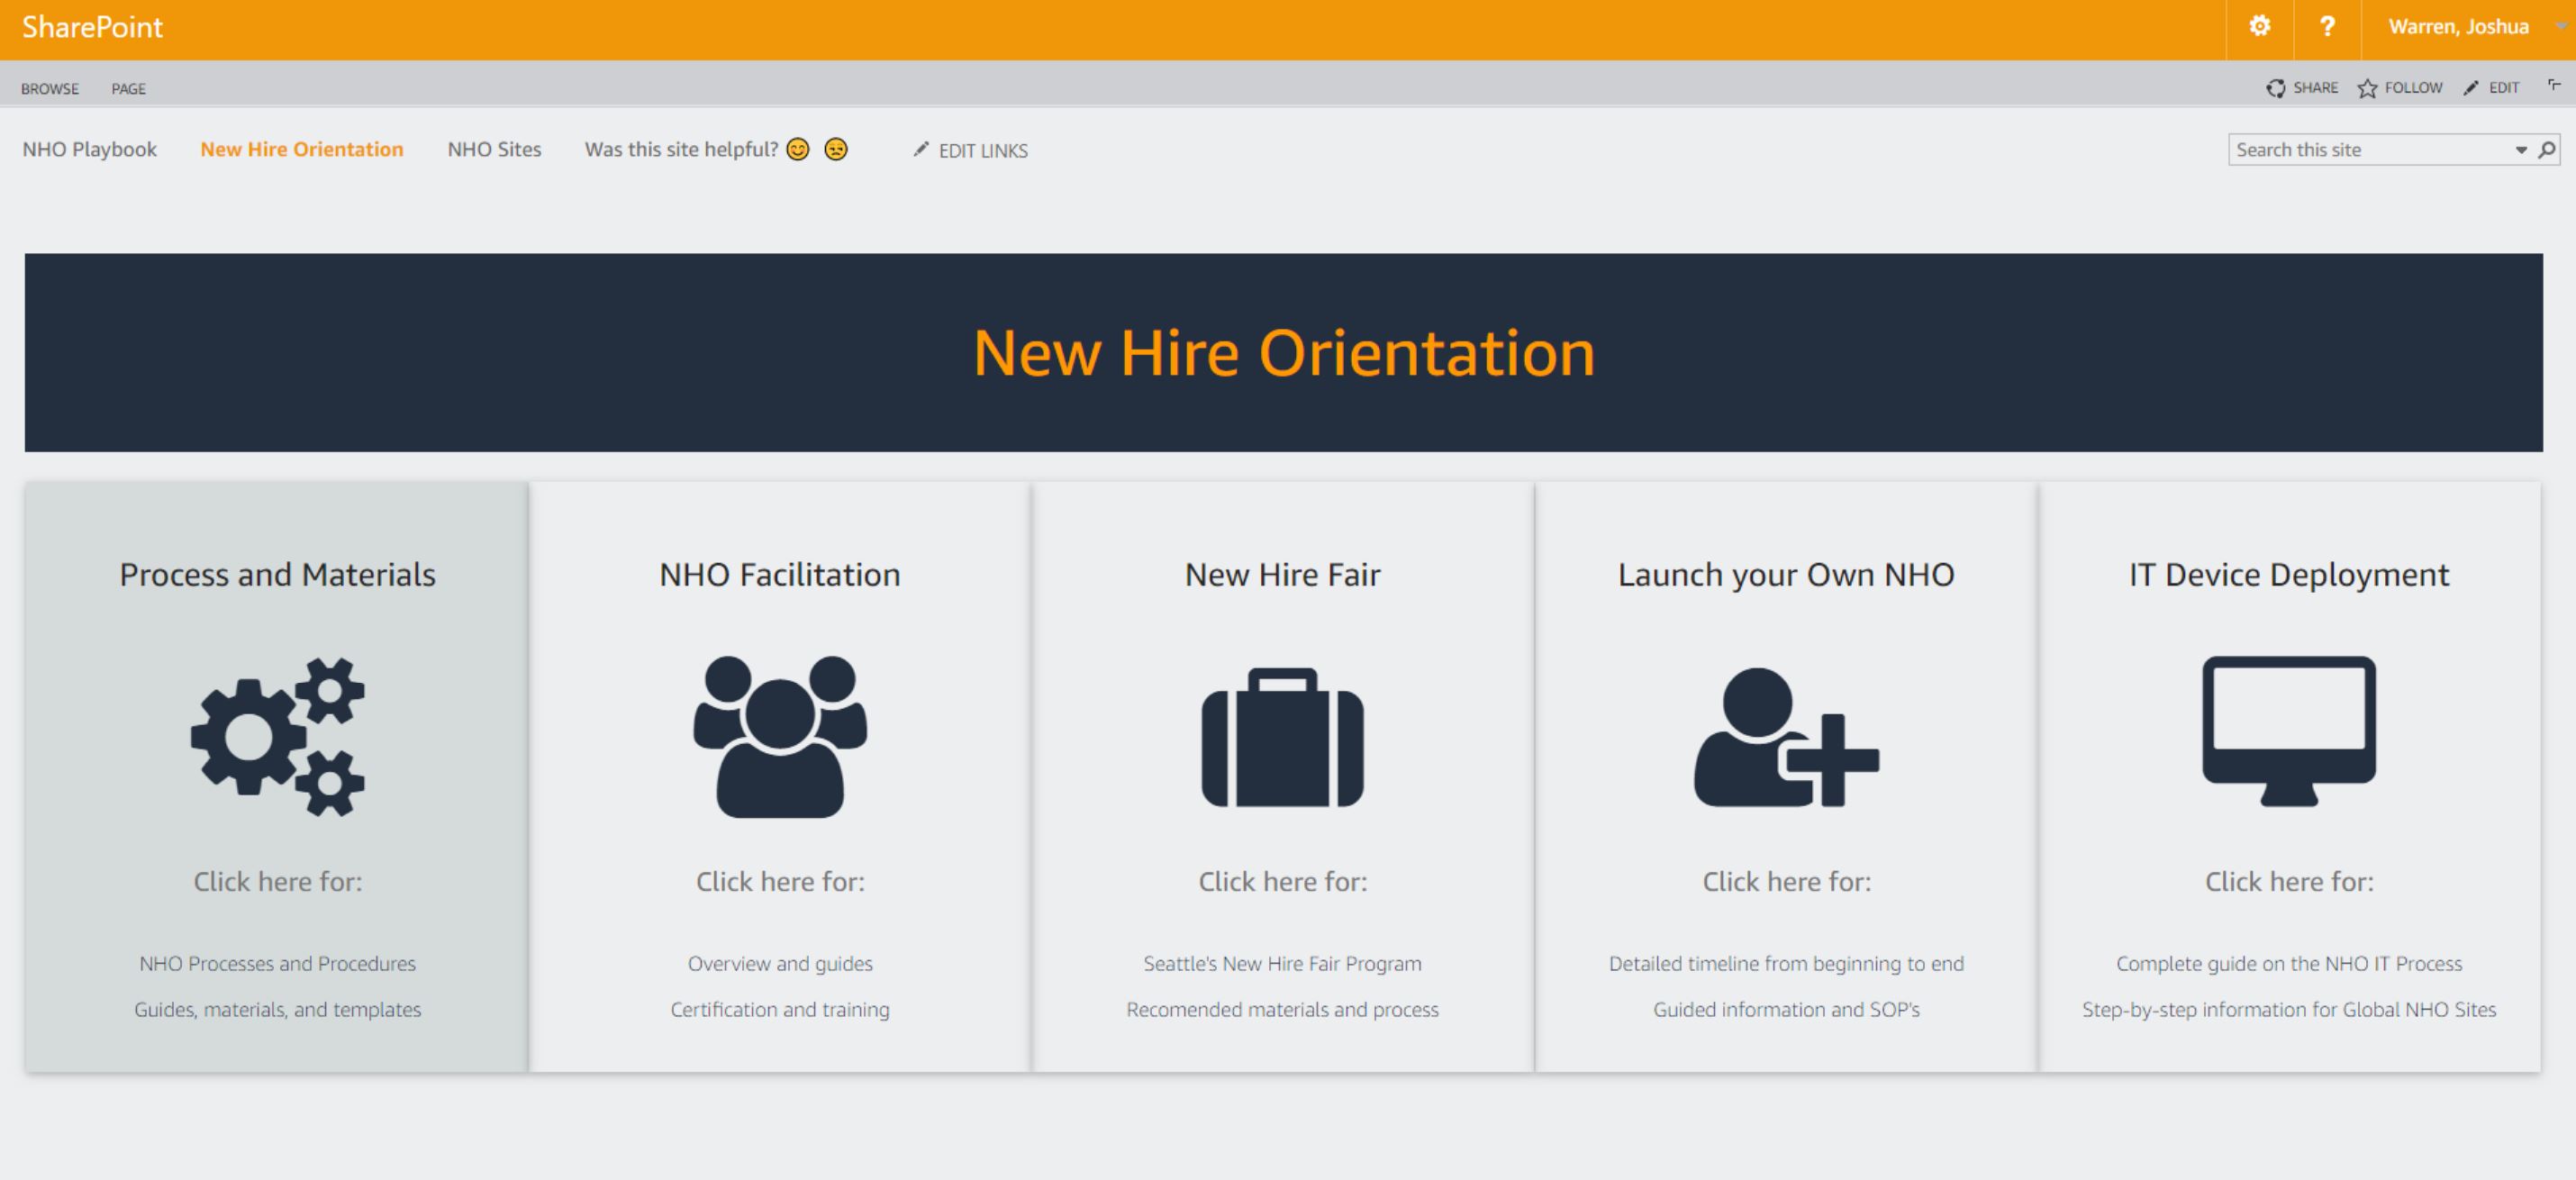 SharePoint
Warren, Joshua
BROWSE PAGE
SHARE FOLLOW EDIT
NHO Playbook New Hire Orientation NHO Sites Was this site helpful? 😊 😒 EDIT LINKS
Search this site
New Hire Orientation
Process and Materials
Click here for:
NHO Processes and Procedures
Guides, materials, and templates
NHO Facilitation
Click here for:
Overview and guides
Certification and training
New Hire Fair
Click here for:
Seattle's New Hire Fair Program
Recomended materials and process
Launch your Own NHO
Click here for:
Detailed timeline from beginning to end
Guided information and SOP's
IT Device Deployment
Click here for:
Complete guide on the NHO IT Process
Step-by-step information for Global NHO Sites